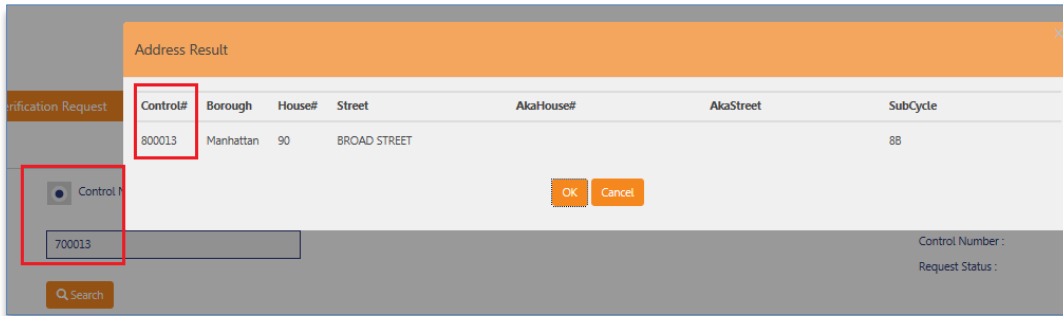 Address Result
×
erification Request
Control# Borough House# Street AkaHouse# AkaStreet SubCycle
800013 Manhattan 90 BROAD STREET 8B
Control N
OK Cancel
700013
Control Number :
Request Status :
Search